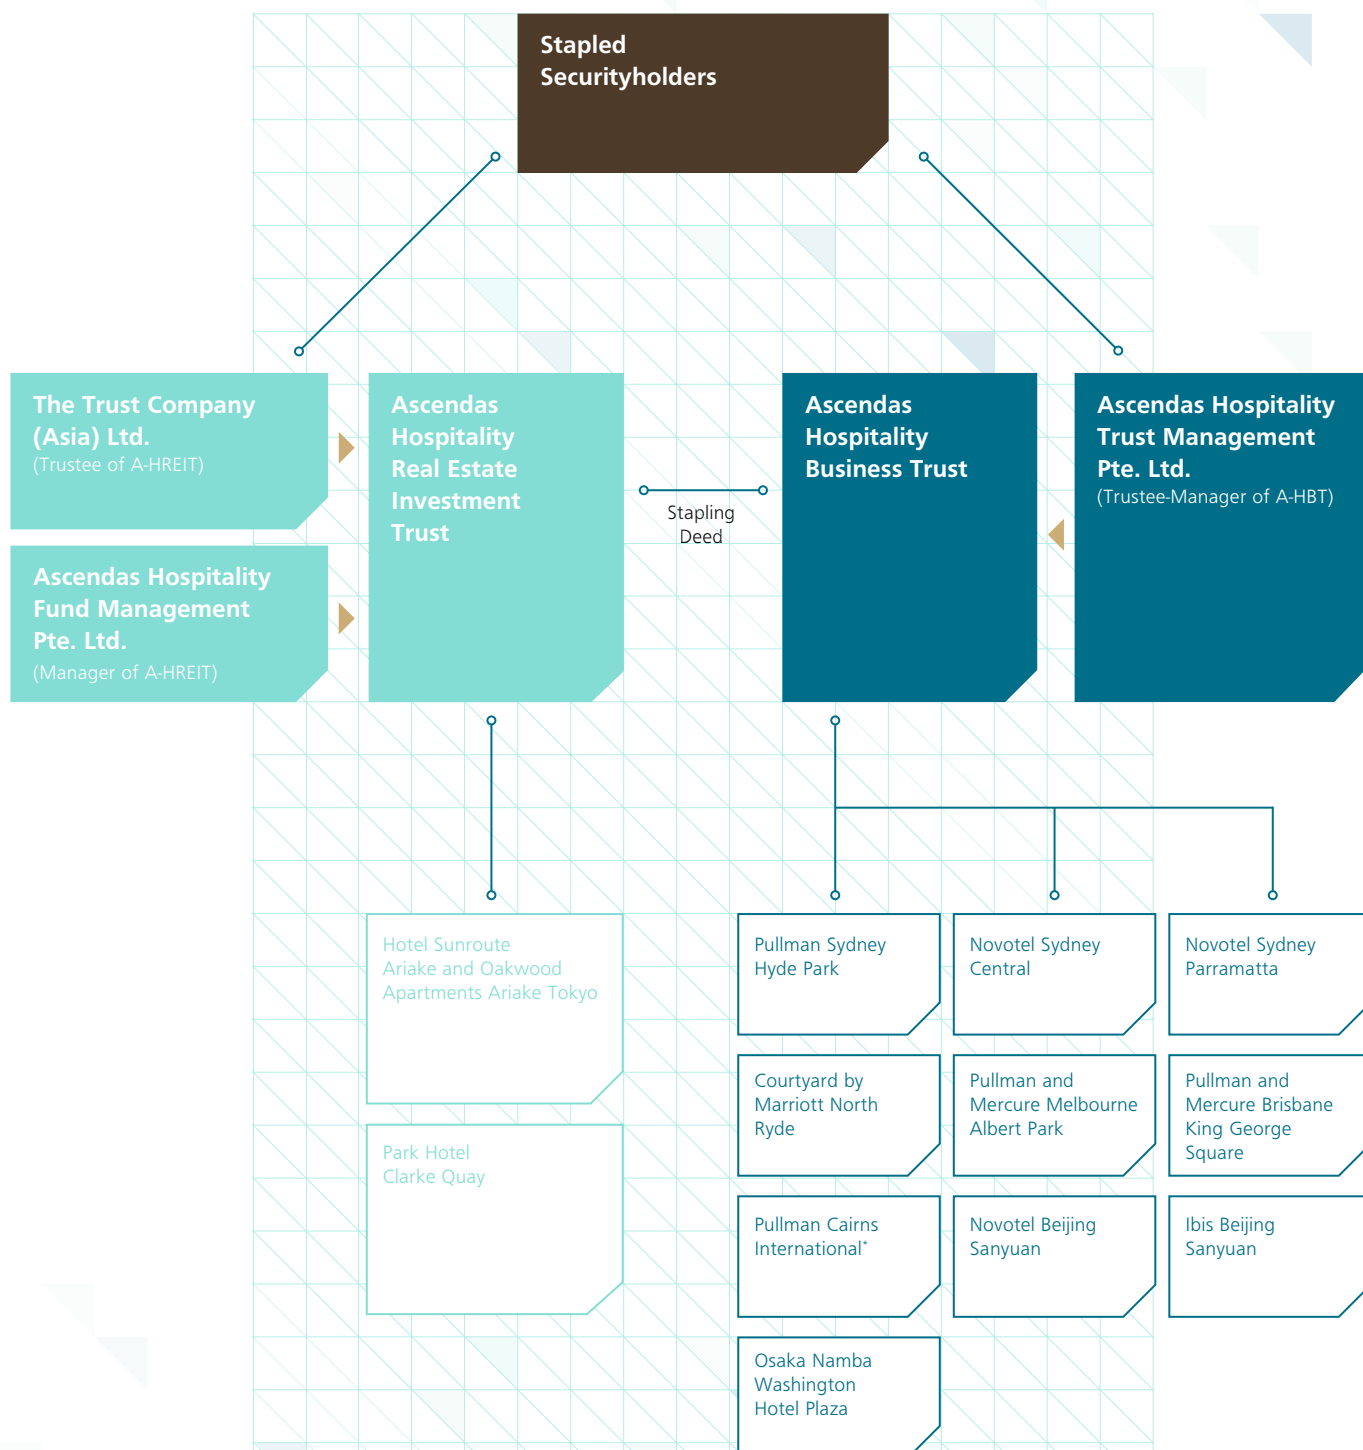 Stapled
Securityholders
The Trust Company
(Asia) Ltd.
(Trustee of A-HREIT)
Ascendas Hospitality
Fund Management
Pte. Ltd.
(Manager of A-HREIT)
Ascendas
Hospitality
Real Estate
Investment
Trust
Stapling
Deed
Ascendas
Hospitality
Business Trust
Ascendas Hospitality
Trust Management
Pte. Ltd.
(Trustee-Manager of A-HBT)
Hotel Sunroute
Ariake and Oakwood
Apartments Ariake Tokyo
Park Hotel
Clarke Quay
Pullman Sydney
Hyde Park
Novotel Sydney
Central
Novotel Sydney
Parramatta
Courtyard by
Marriott North
Ryde
Pullman and
Mercure Melbourne
Albert Park
Pullman and
Mercure Brisbane
King George
Square
Pullman Cairns
International*
Novotel Beijing
Sanyuan
Ibis Beijing
Sanyuan
Osaka Namba
Washington
Hotel Plaza